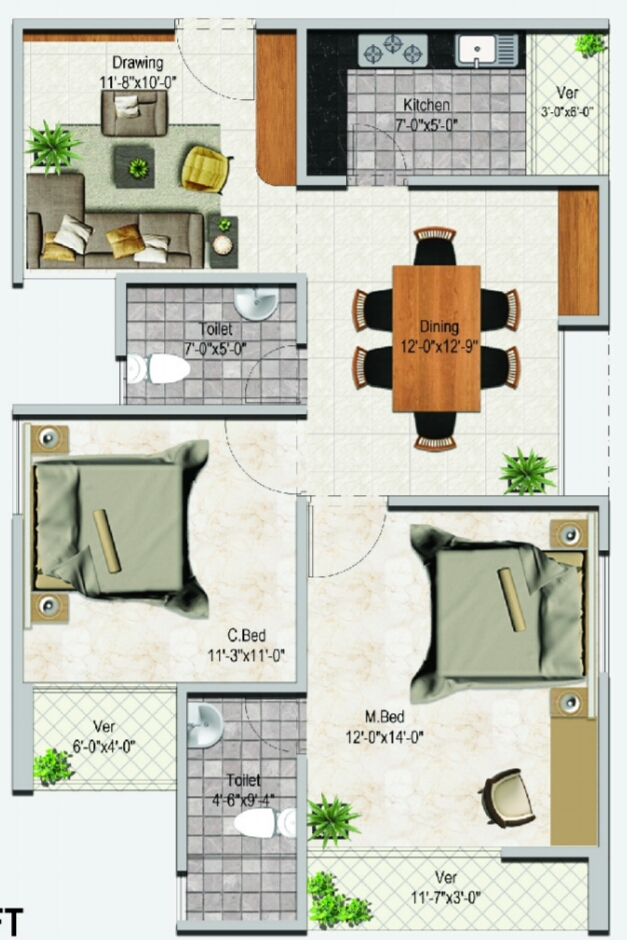 Drawing
11'-8"x10'-0"
Kitchen
7'-0"x5'-0"
Ver
3'-0"x6'-0"
Toilet
7'-0"x5'-0"
Dining
12'-0"x12'-9"
C.Bed
11'-3"x11'-0"
Ver
6'-0"x4'-0"
M.Bed
12'-0"x14'-0"
Toilet
4'-6"x9'-4"
Ver
11'-7"x3'-0"
FT